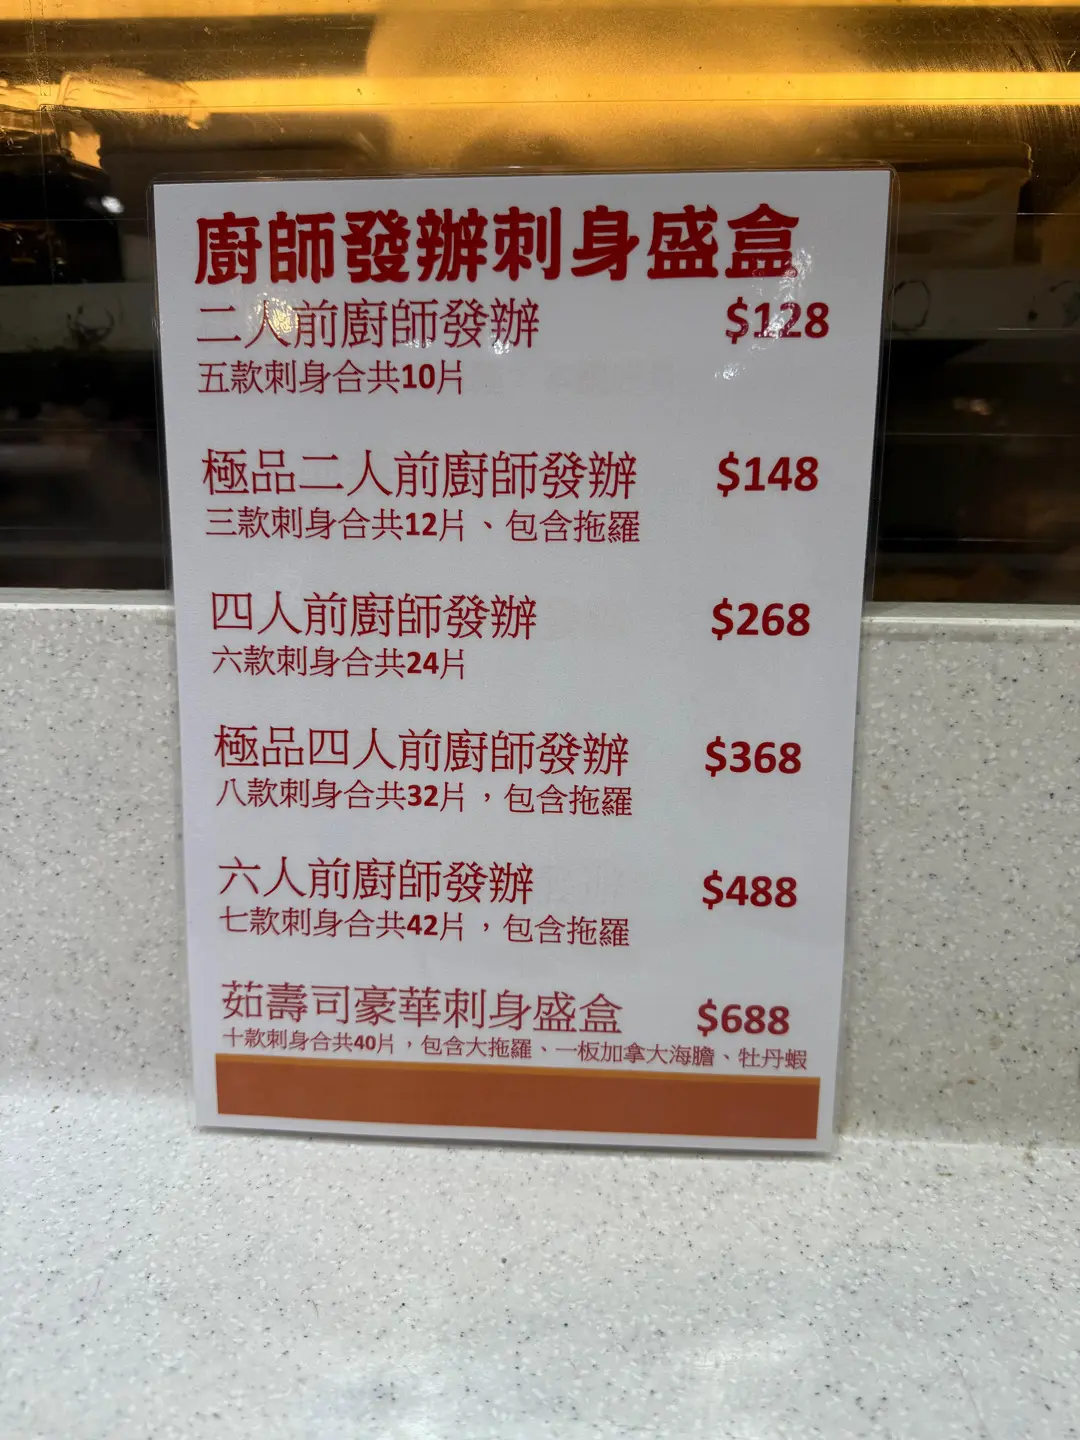 廚師發辦刺身盛盒
二人前廚師發辦 $128
五款刺身合共10片
極品二人前廚師發辦 $148
三款刺身合共12片、包含拖羅
四人前廚師發辦 $268
六款刺身合共24片
極品四人前廚師發辦 $368
八款刺身合共32片，包含拖羅
六人前廚師發辦 $488
七款刺身合共42片，包含拖羅
茹壽司豪華刺身盛盒 $688
十款刺身合共40片，包含大拖羅、一板加拿大海膽、牡丹蝦